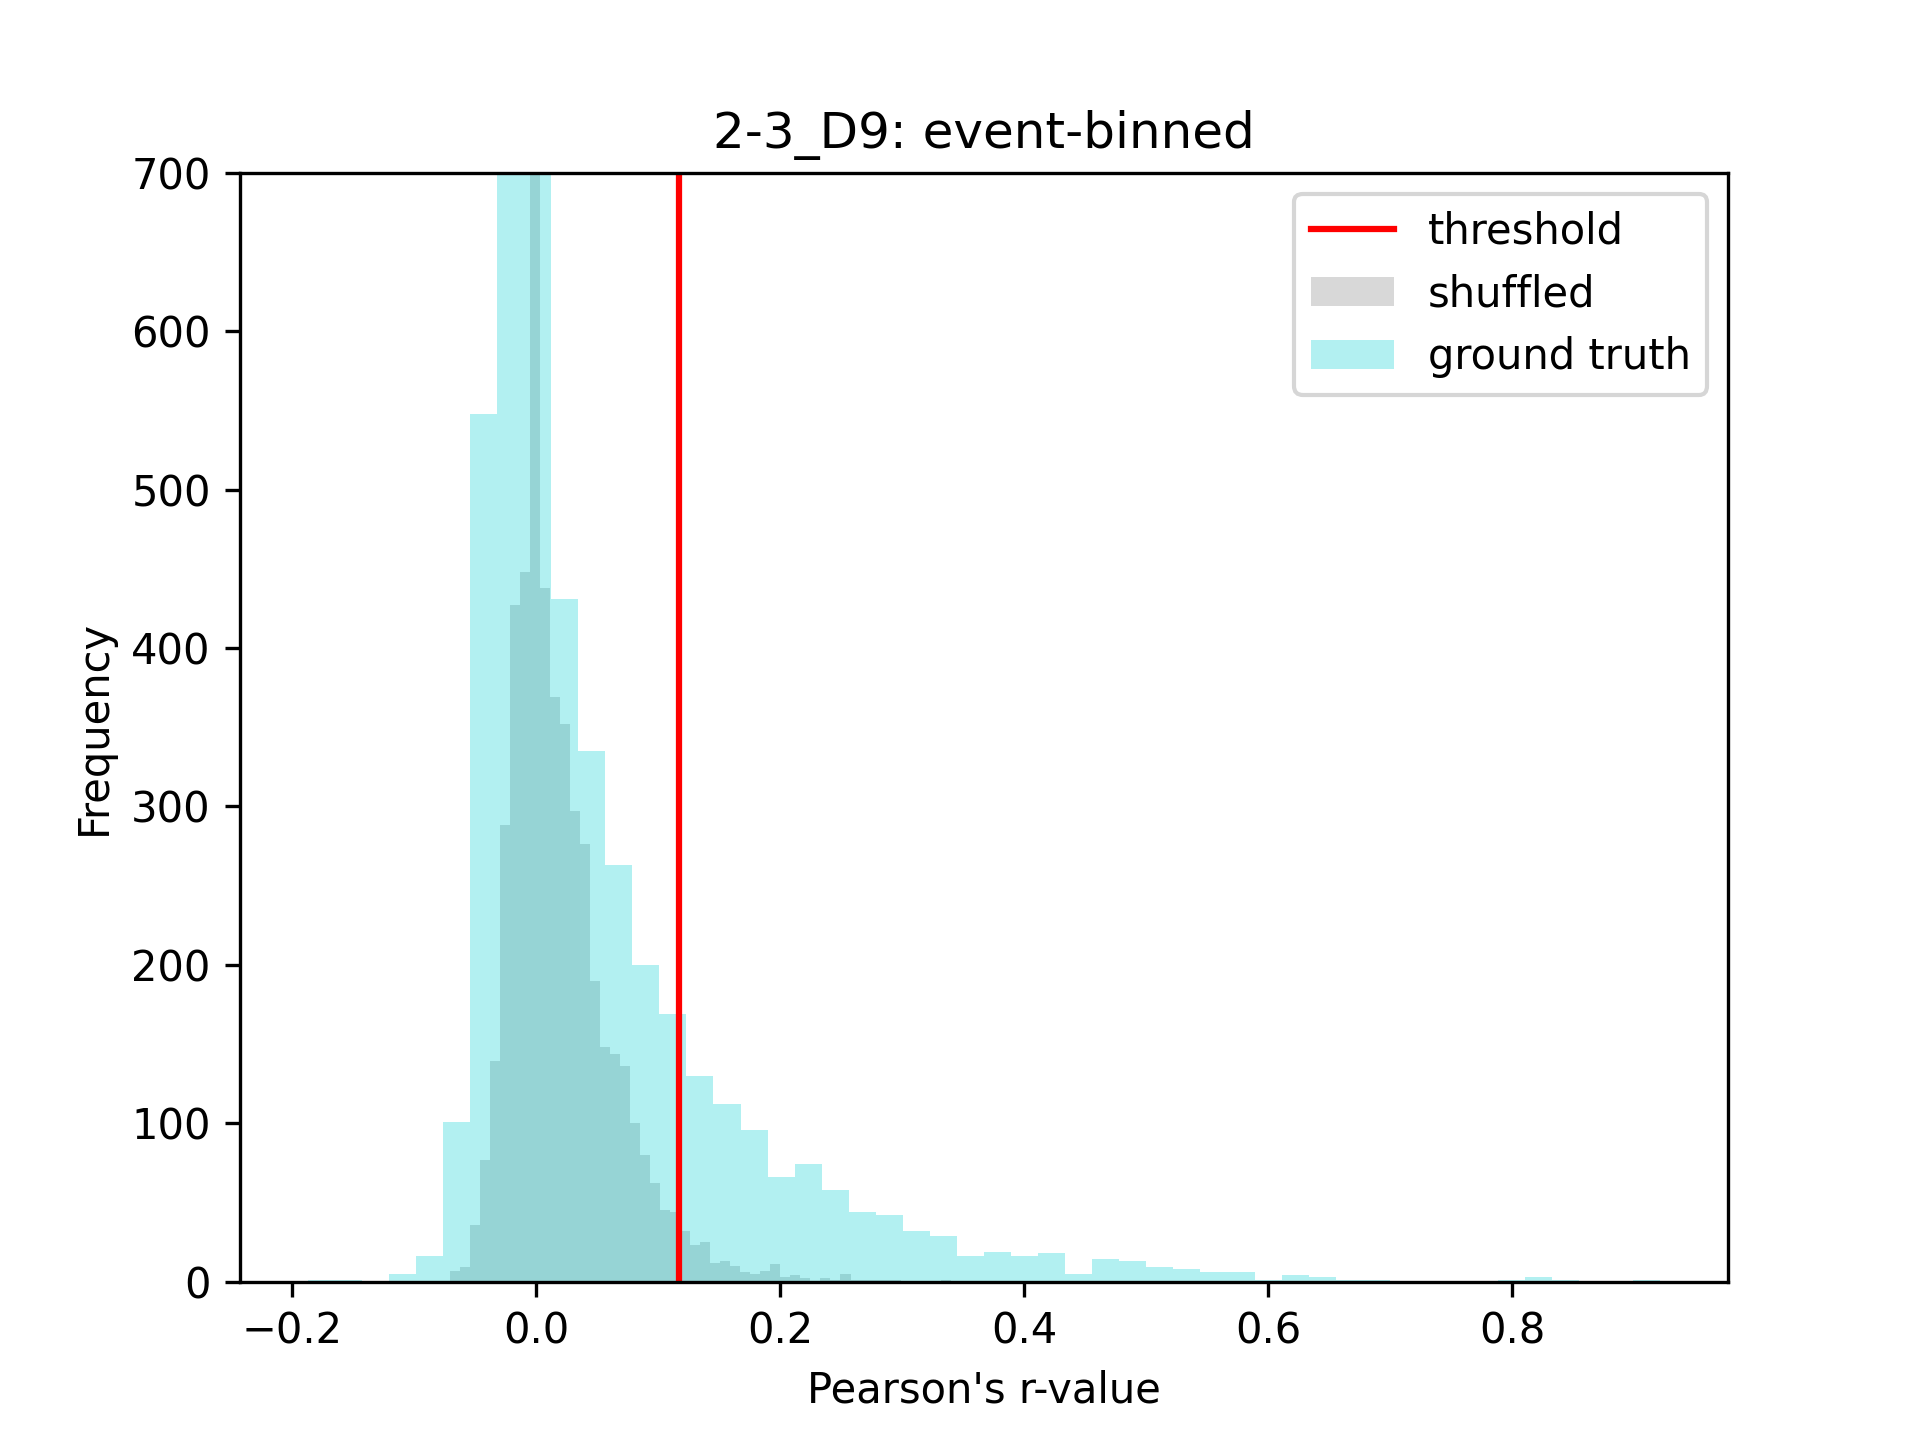 2-3_D9: event-binned
700
600
500
400
300
200
100
0
Frequency
threshold
shuffled
ground truth
−0.2 0.0 0.2 0.4 0.6 0.8
Pearson's r-value